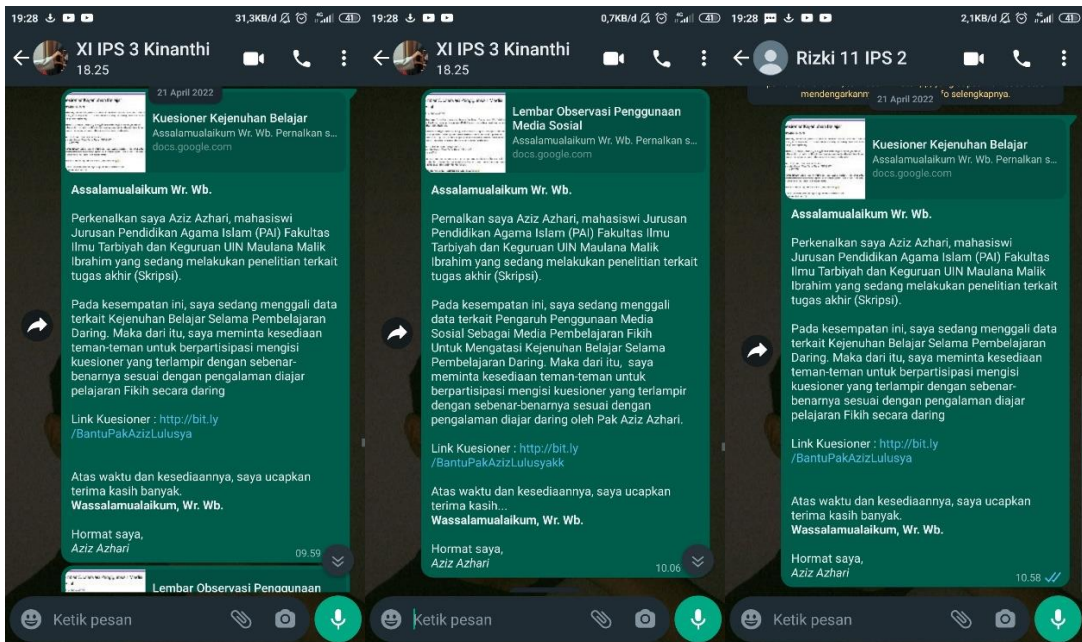 19:28
31,3KB/d
41
XI IPS 3 Kinanthi
18.25
21 April 2022
Kuesioner Kejenuhan Belajar
Assalamualaikum Wr. Wb. Pernalkan s...
docs.google.com
Assalamualaikum Wr. Wb.
Perkenalkan saya Aziz Azhari, mahasiswi
Jurusan Pendidikan Agama Islam (PAI) Fakultas
Ilmu Tarbiyah dan Keguruan UIN Maulana Malik
Ibrahim yang sedang melakukan penelitian terkait
tugas akhir (Skripsi).
Pada kesempatan ini, saya sedang menggali data
terkait Kejenuhan Belajar Selama Pembelajaran
Daring. Maka dari itu, saya meminta kesediaan
teman-teman untuk berpartisipasi mengisi
kuesioner yang terlampir dengan sebenar-
benarnya sesuai dengan pengalaman diajar
pelajaran Fikih secara daring
Link Kuesioner : http://bit.ly
/BantuPakAzizLulusya
Atas waktu dan kesediaannya, saya ucapkan
terima kasih banyak.
Wassalamualaikum, Wr. Wb.
Hormat saya,
Aziz Azhari
09.59
Lembar Observasi Penggunaan
Ketik pesan
19:28
0,7KB/d
41
XI IPS 3 Kinanthi
18.25
Lembar Observasi Penggunaan
Media Sosial
Assalamualaikum Wr. Wb. Pernalkan s...
docs.google.com
Assalamualaikum Wr. Wb.
Pernalkan saya Aziz Azhari, mahasiswi Jurusan
Pendidikan Agama Islam (PAI) Fakultas Ilmu
Tarbiyah dan Keguruan UIN Maulana Malik
Ibrahim yang sedang melakukan penelitian terkait
tugas akhir (Skripsi).
Pada kesempatan ini, saya sedang menggali
data terkait Pengaruh Penggunaan Media
Sosial Sebagai Media Pembelajaran Fikih
Untuk Mengatasi Kejenuhan Belajar Selama
Pembelajaran Daring. Maka dari itu, saya
meminta kesediaan teman-teman untuk
berpartisipasi mengisi kuesioner yang terlampir
dengan sebenar-benarnya sesuai dengan
pengalaman diajar daring oleh Pak Aziz Azhari.
Link Kuesioner : http://bit.ly
/BantuPakAzizLulusyakk
Atas waktu dan kesediaannya, saya ucapkan
terima kasih...
Wassalamualaikum, Wr. Wb.
Hormat saya,
Aziz Azhari
10.06
Ketik pesan
19:28
2,1KB/d
41
Rizki 11 IPS 2
mendengarkann
21 April 2022
fo selengkapnya.
Kuesioner Kejenuhan Belajar
Assalamualaikum Wr. Wb. Pernalkan s...
docs.google.com
Assalamualaikum Wr. Wb.
Perkenalkan saya Aziz Azhari, mahasiswi
Jurusan Pendidikan Agama Islam (PAI) Fakultas
Ilmu Tarbiyah dan Keguruan UIN Maulana Malik
Ibrahim yang sedang melakukan penelitian terkait
tugas akhir (Skripsi).
Pada kesempatan ini, saya sedang menggali data
terkait Kejenuhan Belajar Selama Pembelajaran
Daring. Maka dari itu, saya meminta kesediaan
teman-teman untuk berpartisipasi mengisi
kuesioner yang terlampir dengan sebenar-
benarnya sesuai dengan pengalaman diajar
pelajaran Fikih secara daring
Link Kuesioner : http://bit.ly
/BantuPakAzizLulusya
Atas waktu dan kesediaannya, saya ucapkan
terima kasih banyak.
Wassalamualaikum, Wr. Wb.
Hormat saya,
Aziz Azhari
10.58
Ketik pesan